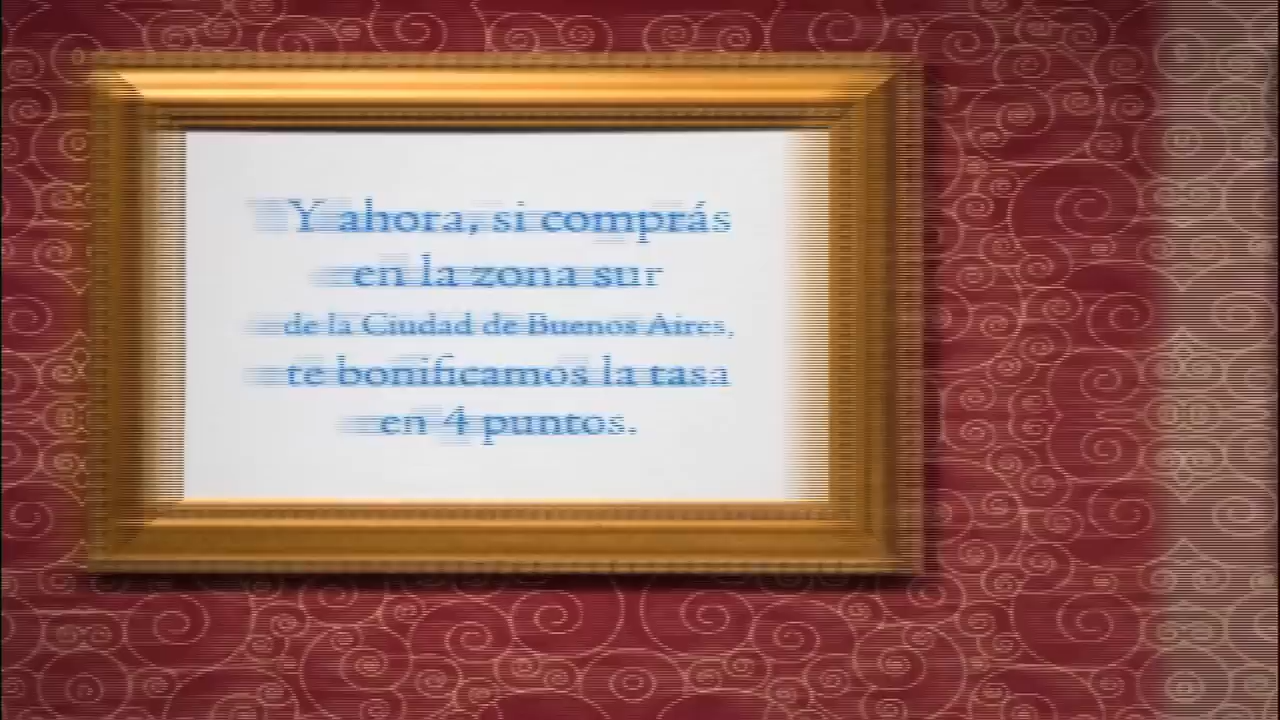 Y ahora, si comprás
en la zona sur
de la Ciudad de Buenos Aires,
te bonificamos la tasa
en 4 puntos.